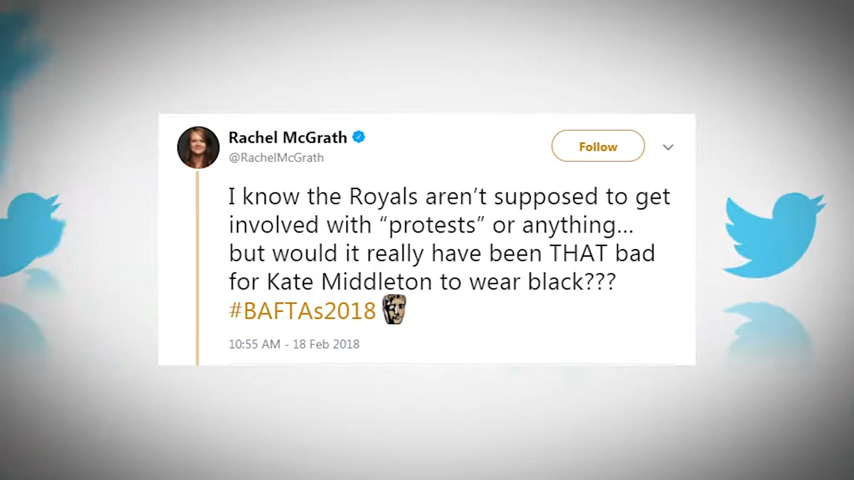 Rachel McGrath
@RachelMcGrath
Follow
I know the Royals aren't supposed to get
involved with “protests” or anything...
but would it really have been THAT bad
for Kate Middleton to wear black???
#BAFTAs2018
10:55 AM - 18 Feb 2018